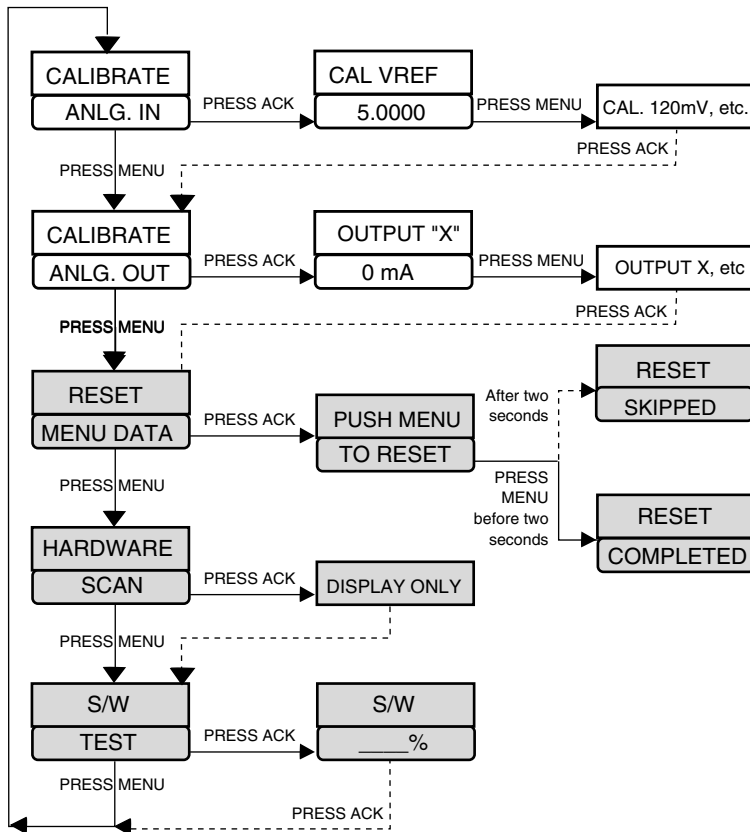 CALIBRATE
ANLG. IN
PRESS ACK
CAL VREF
5.0000
PRESS MENU
CAL. 120mV, etc.
PRESS ACK
PRESS MENU
CALIBRATE
ANLG. OUT
PRESS ACK
OUTPUT "X"
0 mA
PRESS MENU
OUTPUT X, etc
PRESS ACK
PRESS MENU
RESET
MENU DATA
PRESS ACK
PUSH MENU
TO RESET
After two
seconds
RESET
SKIPPED
PRESS
MENU
before two
seconds
RESET
COMPLETED
PRESS MENU
HARDWARE
SCAN
PRESS ACK
DISPLAY ONLY
PRESS MENU
S/W
TEST
PRESS ACK
S/W
____%
PRESS MENU
PRESS ACK